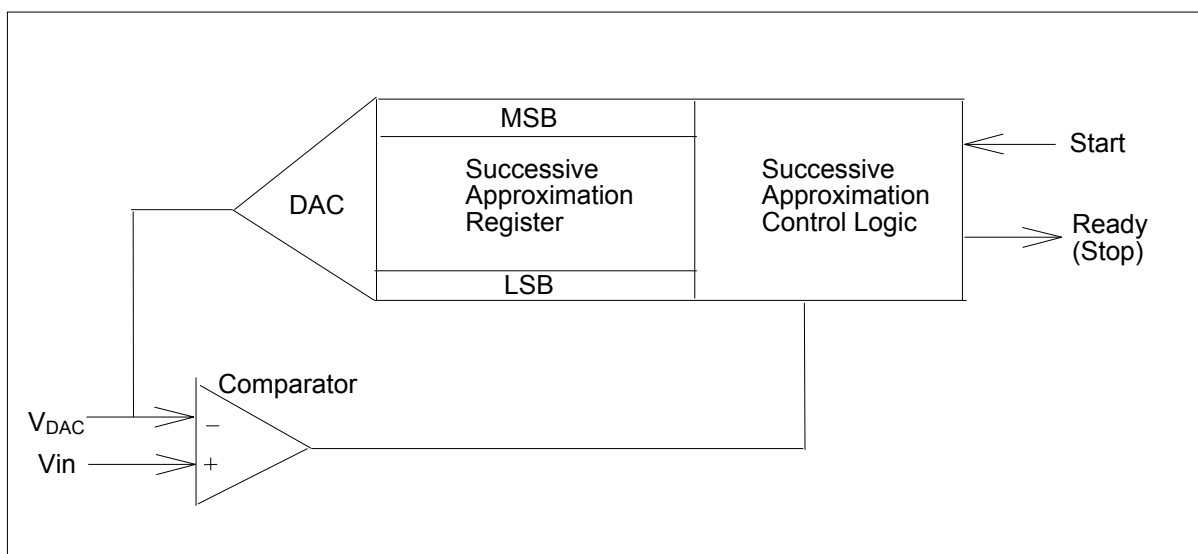 MSB
Successive
Approximation
Register
LSB
DAC
Successive
Approximation
Control Logic
Start
Ready
(Stop)
Comparator
VDAC
Vin
−
+